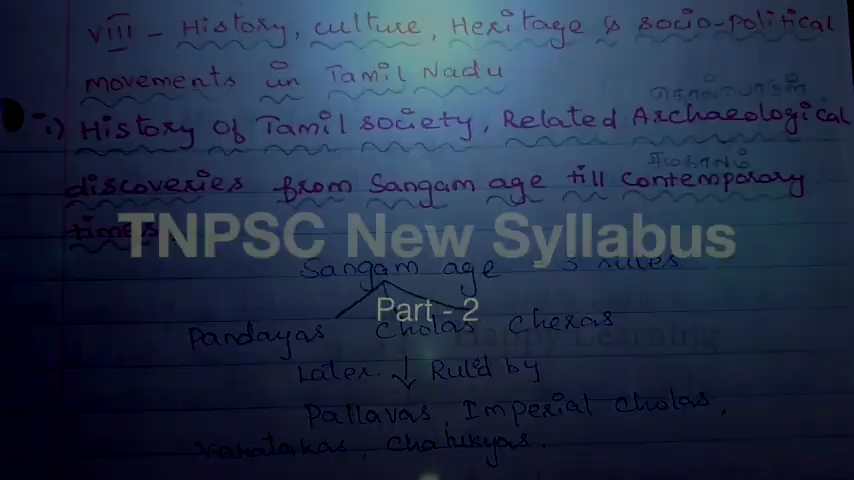 VIII - History, culture, Heritage & socio-political
movements in Tamil Nadu
i) History of Tamil society, Related Archaeological
discoveries from Sangam age till contemporary
times.
TNPSC New Syllabus
Sangam age
Part - 2
Pandayas Cholas Cheras
Happy Learning
Later Ruled by
Pallavas, Imperial Cholas,
Vakatakas, Chalukyas.